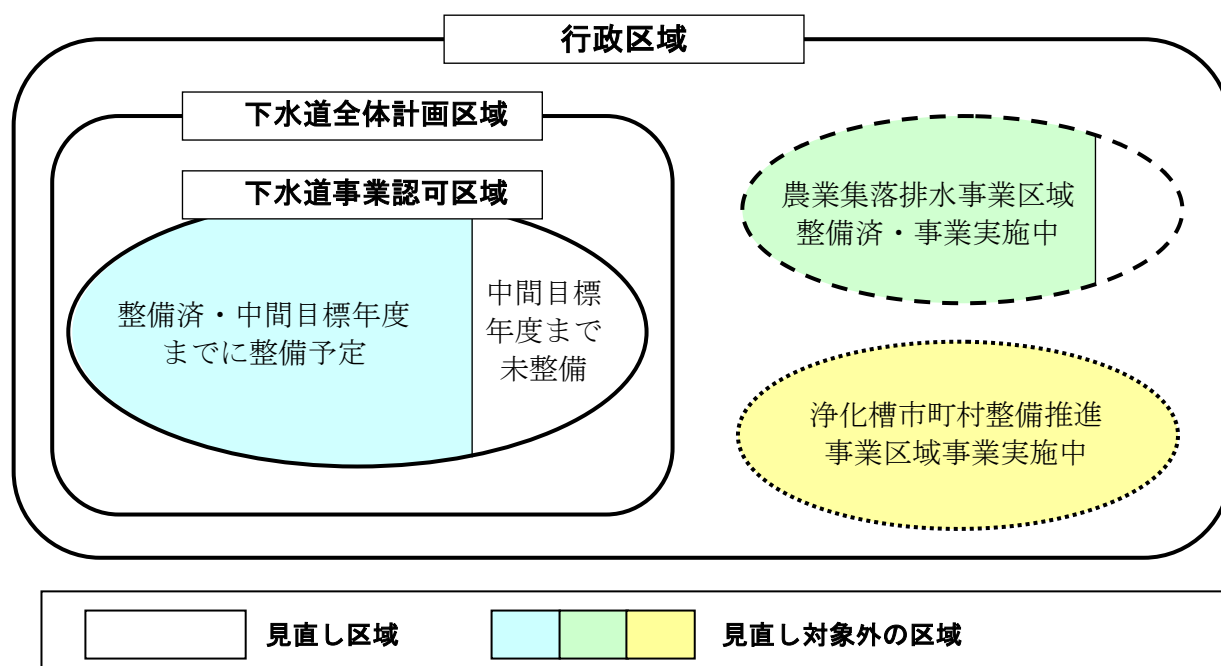 行政区域
下水道全体計画区域
下水道事業認可区域
整備済・中間目標年度
までに整備予定
中間目標
年度まで
未整備
農業集落排水事業区域
整備済・事業実施中
浄化槽市町村整備推進
事業区域事業実施中
見直し区域
見直し対象外の区域